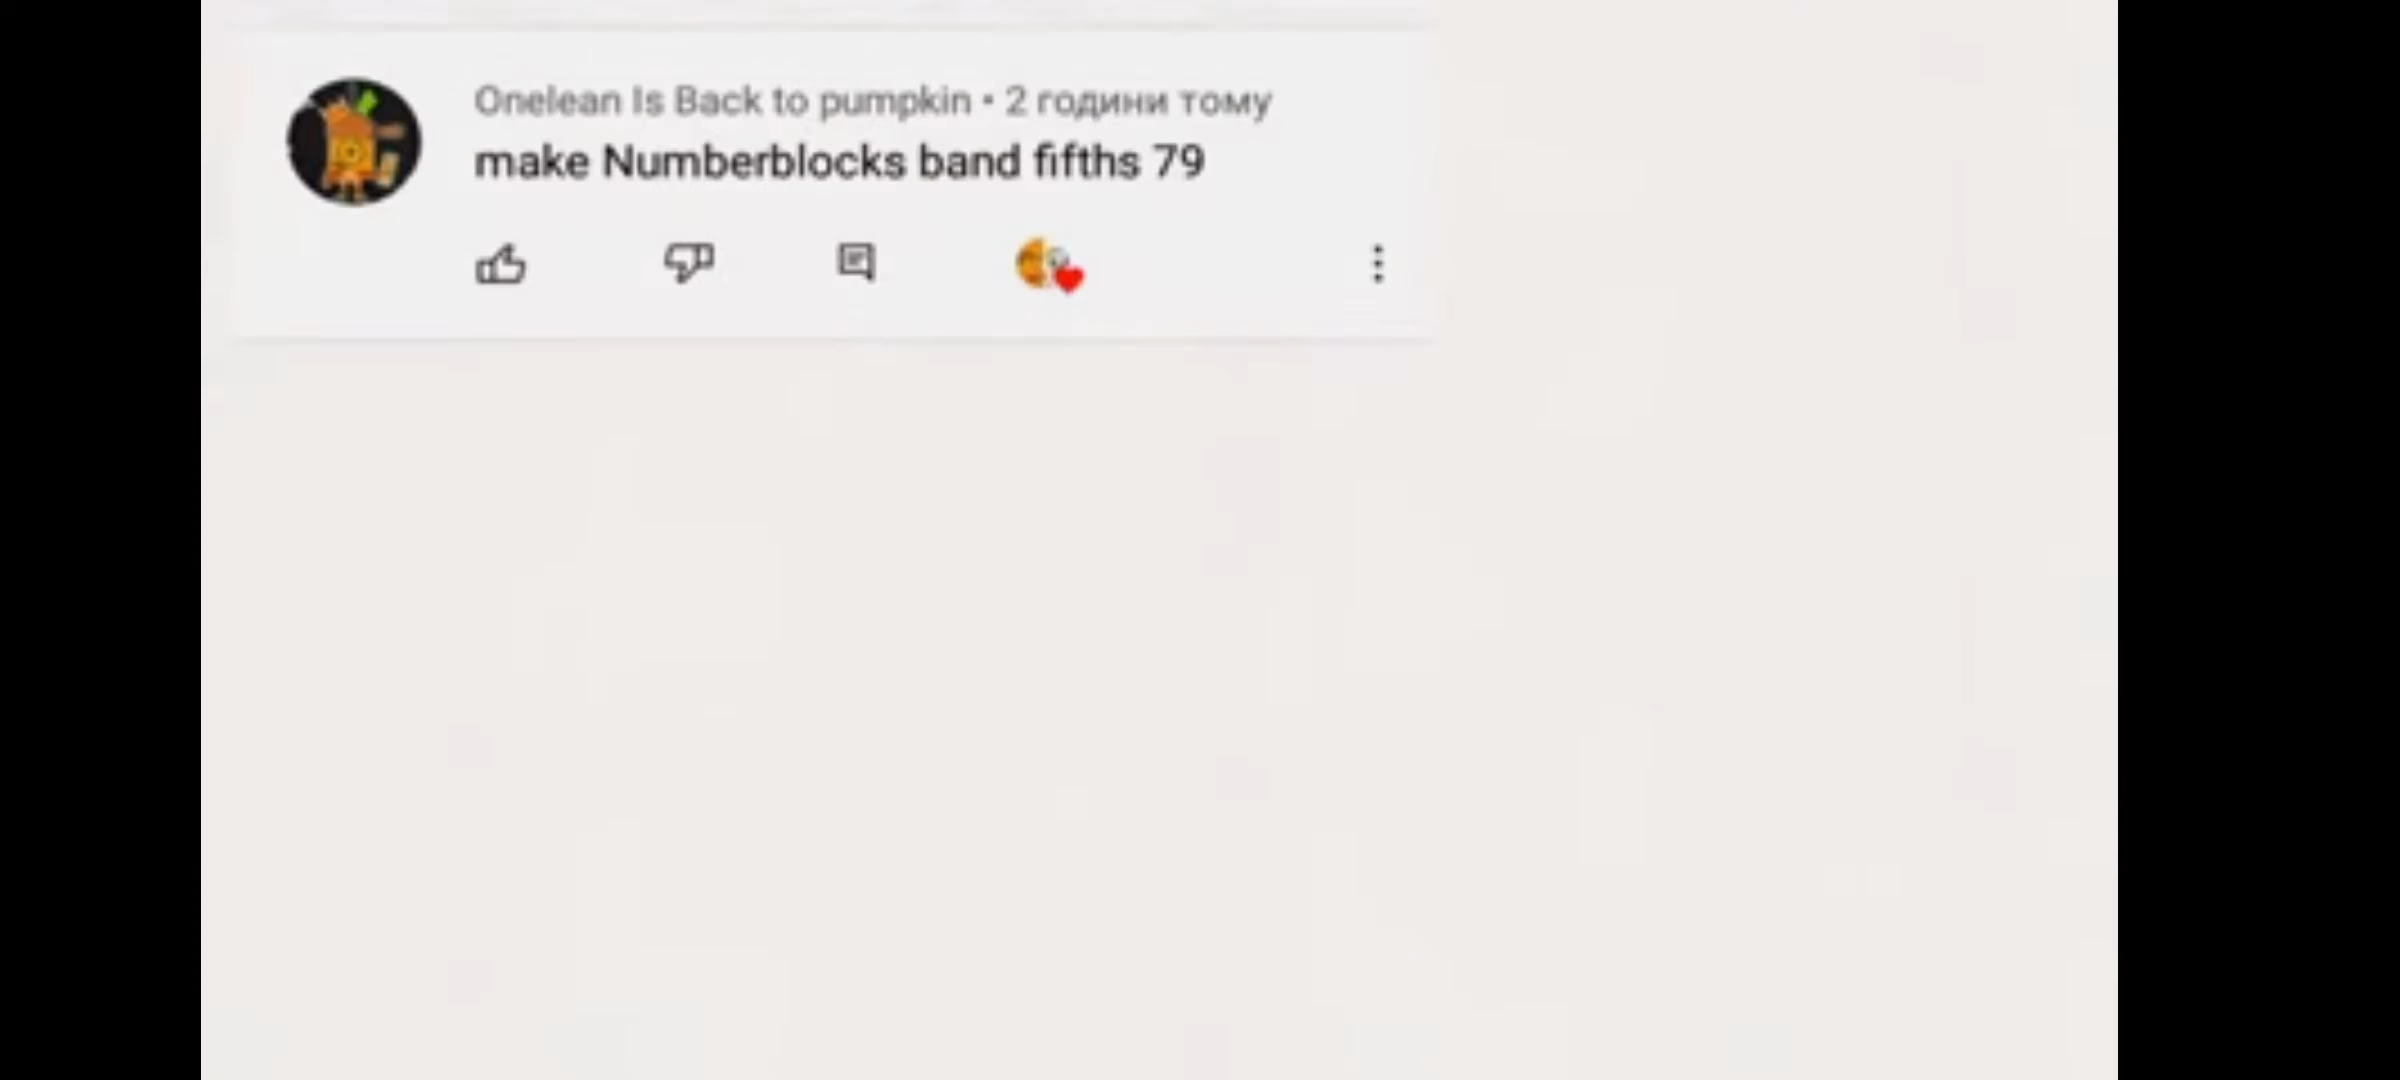 Onelean Is Back to pumpkin • 2 години тому
make Numberblocks band fifths 79